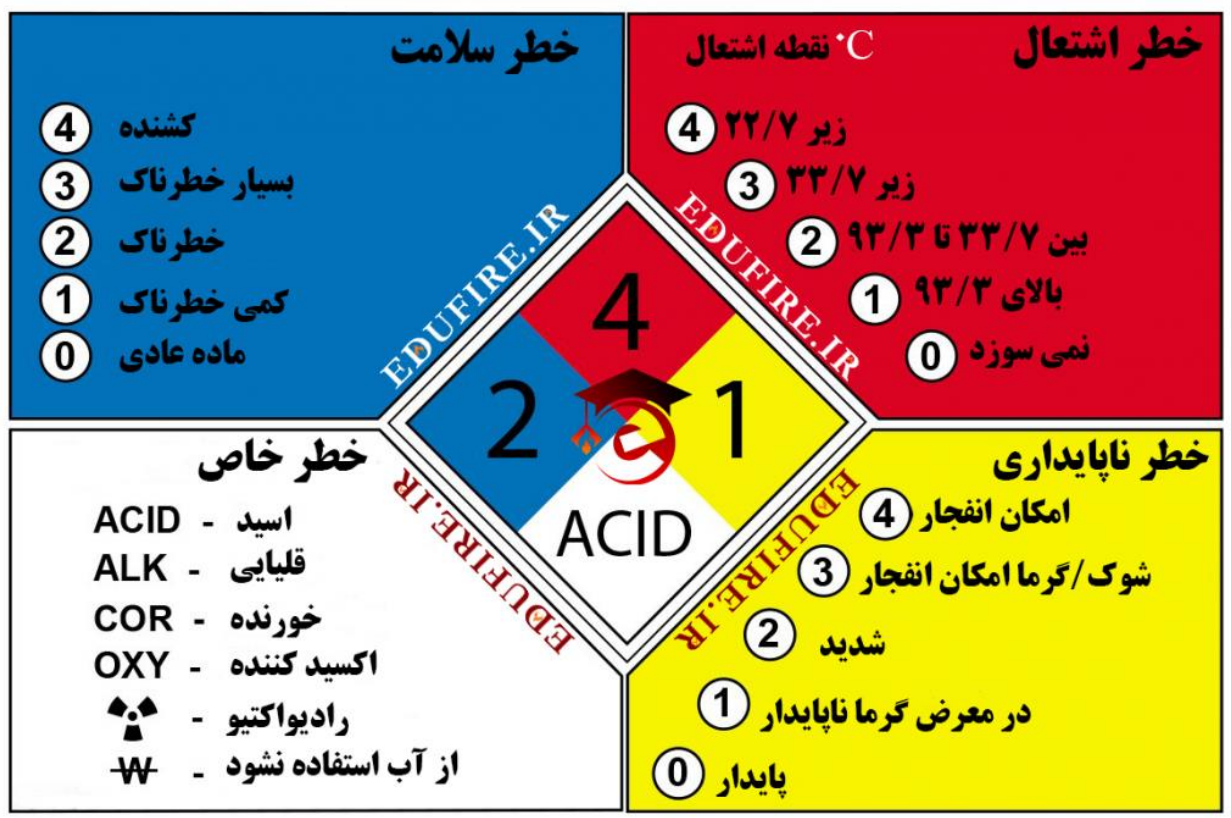 خطر سلامت
4 کشنده
3 بسیار خطرناک
2 خطرناک
1 کمی خطرناک
0 ماده عادی
خطر اشتعال
نقطه اشتعال °C
4 زیر ۲۲/۷
3 زیر ۳۳/۷
2 بین ۳۳/۷ تا ۹۳/۳
1 بالای ۹۳/۳
0 نمی سوزد
EDUFIRE.IR
EDUFIRE.IR
4
2
1
ACID
EDUFIRE.IR
EDUFIRE.IR
خطر خاص
ACID - اسید
ALK - قلیایی
COR - خورنده
OXY - اکسید کننده
- رادیواکتیو
W - از آب استفاده نشود
خطر ناپایداری
4 امکان انفجار
3 شوک/گرما امکان انفجار
2 شدید
1 در معرض گرما ناپایدار
0 پایدار